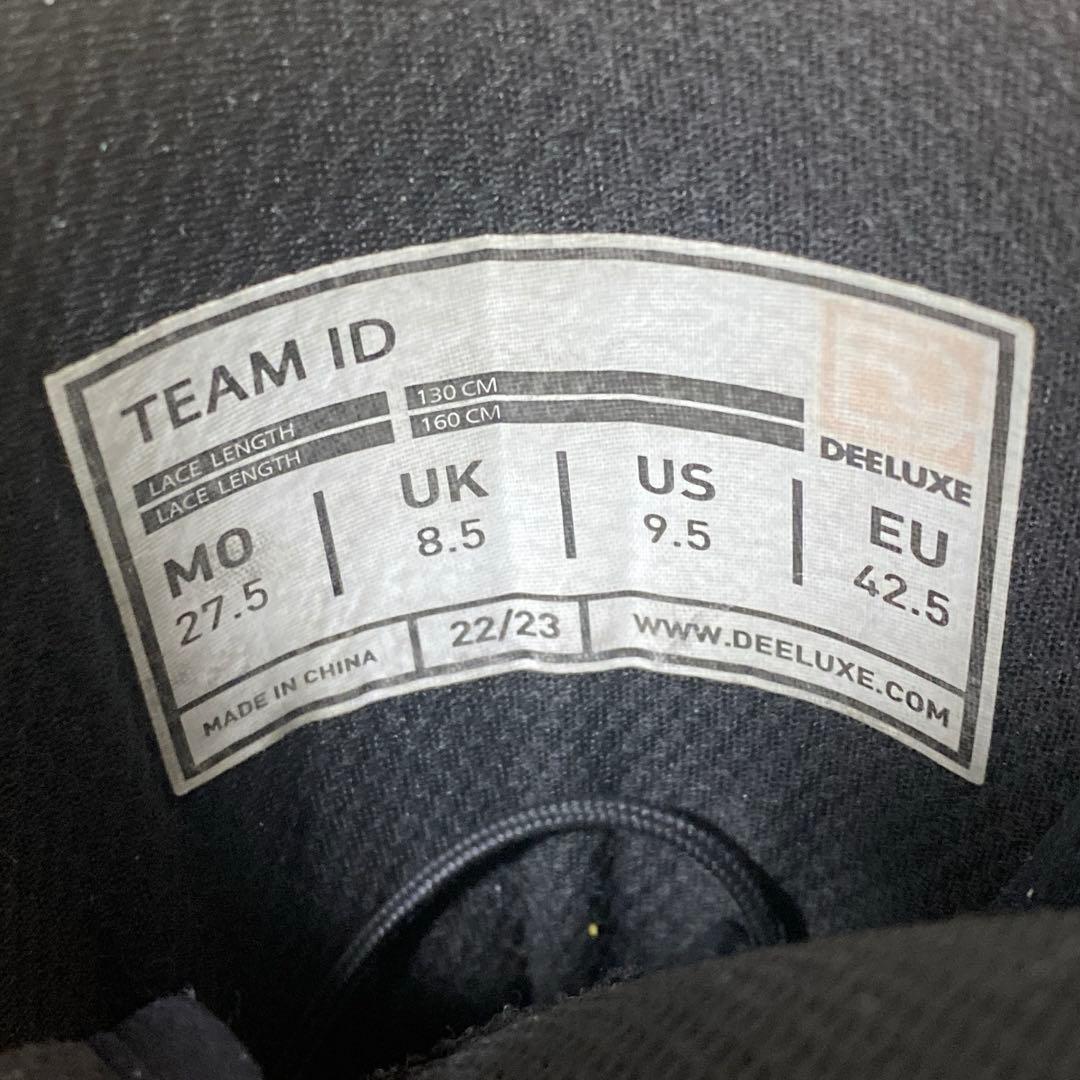 TEAM ID
LACE LENGTH 130 CM
LACE LENGTH 160 CM
DEELUXE
MO UK US EU
27.5 8.5 9.5 42.5
MADE IN CHINA 22/23 WWW.DEELUXE.COM